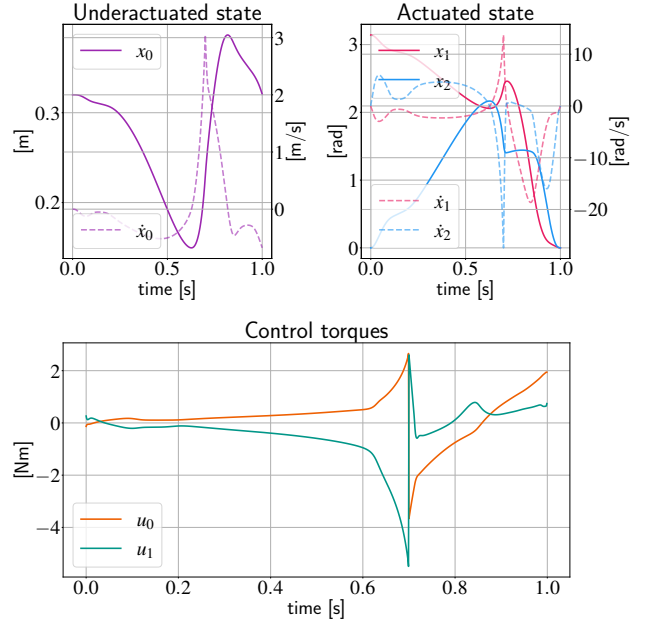 Underactuated state
x₀
ẋ₀
0.3
0.2
[m]
3
2
1
0
[m/s]
0.0
0.5
1.0
time [s]
Actuated state
x₁
x₂
ẋ₁
ẋ₂
3
2
1
0
[rad]
10
0
−10
−20
[rad/s]
0.0
0.5
1.0
time [s]
Control torques
2
0
−2
−4
[Nm]
u₀
u₁
0.0
0.2
0.4
0.6
0.8
1.0
time [s]